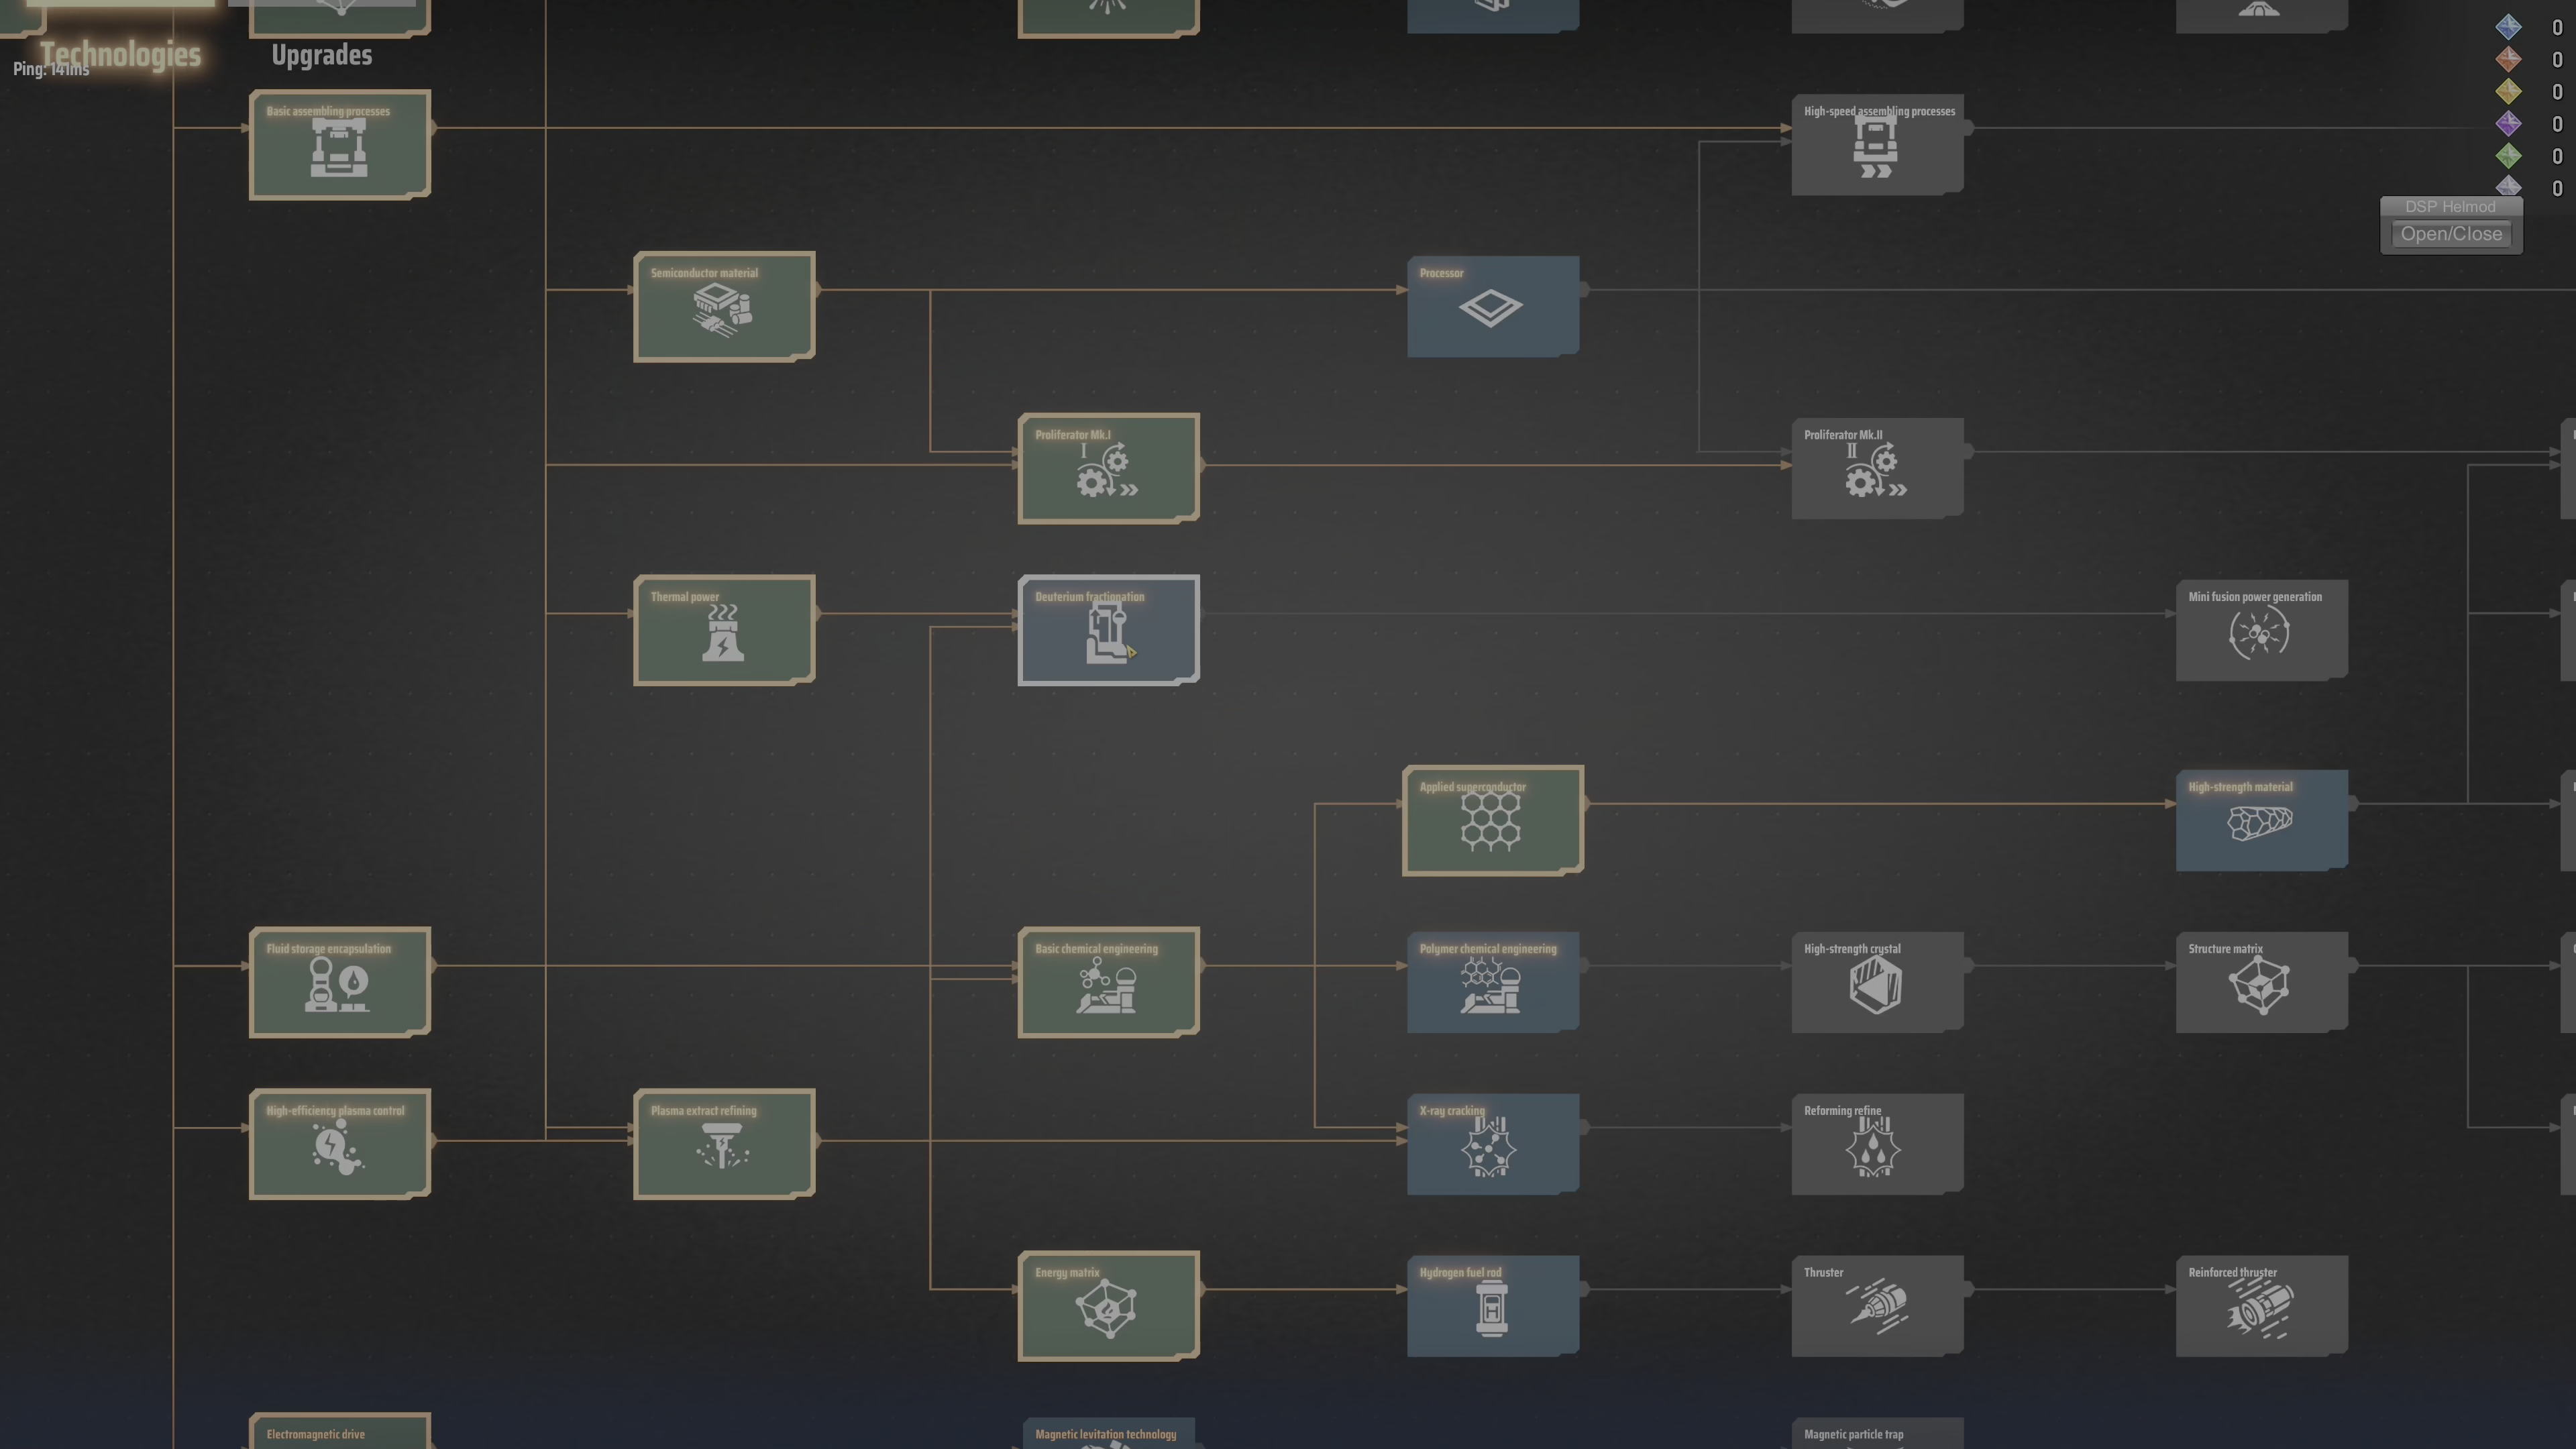 Technologies
Upgrades
Ping: 141ms
0
0
0
0
0
0
DSP Helmod
Open/Close
Basic assembling processes
High-speed assembling processes
Semiconductor material
Processor
Proliferator Mk.I
I
Proliferator Mk.II
II
Thermal power
Deuterium fractionation
Mini fusion power generation
Applied superconductor
High-strength material
Fluid storage encapsulation
Basic chemical engineering
Polymer chemical engineering
High-strength crystal
Structure matrix
High-efficiency plasma control
Plasma extract refining
X-ray cracking
Reforming refine
Energy matrix
Hydrogen fuel rod
H
Thruster
Reinforced thruster
Electromagnetic drive
Magnetic levitation technology
Magnetic particle trap